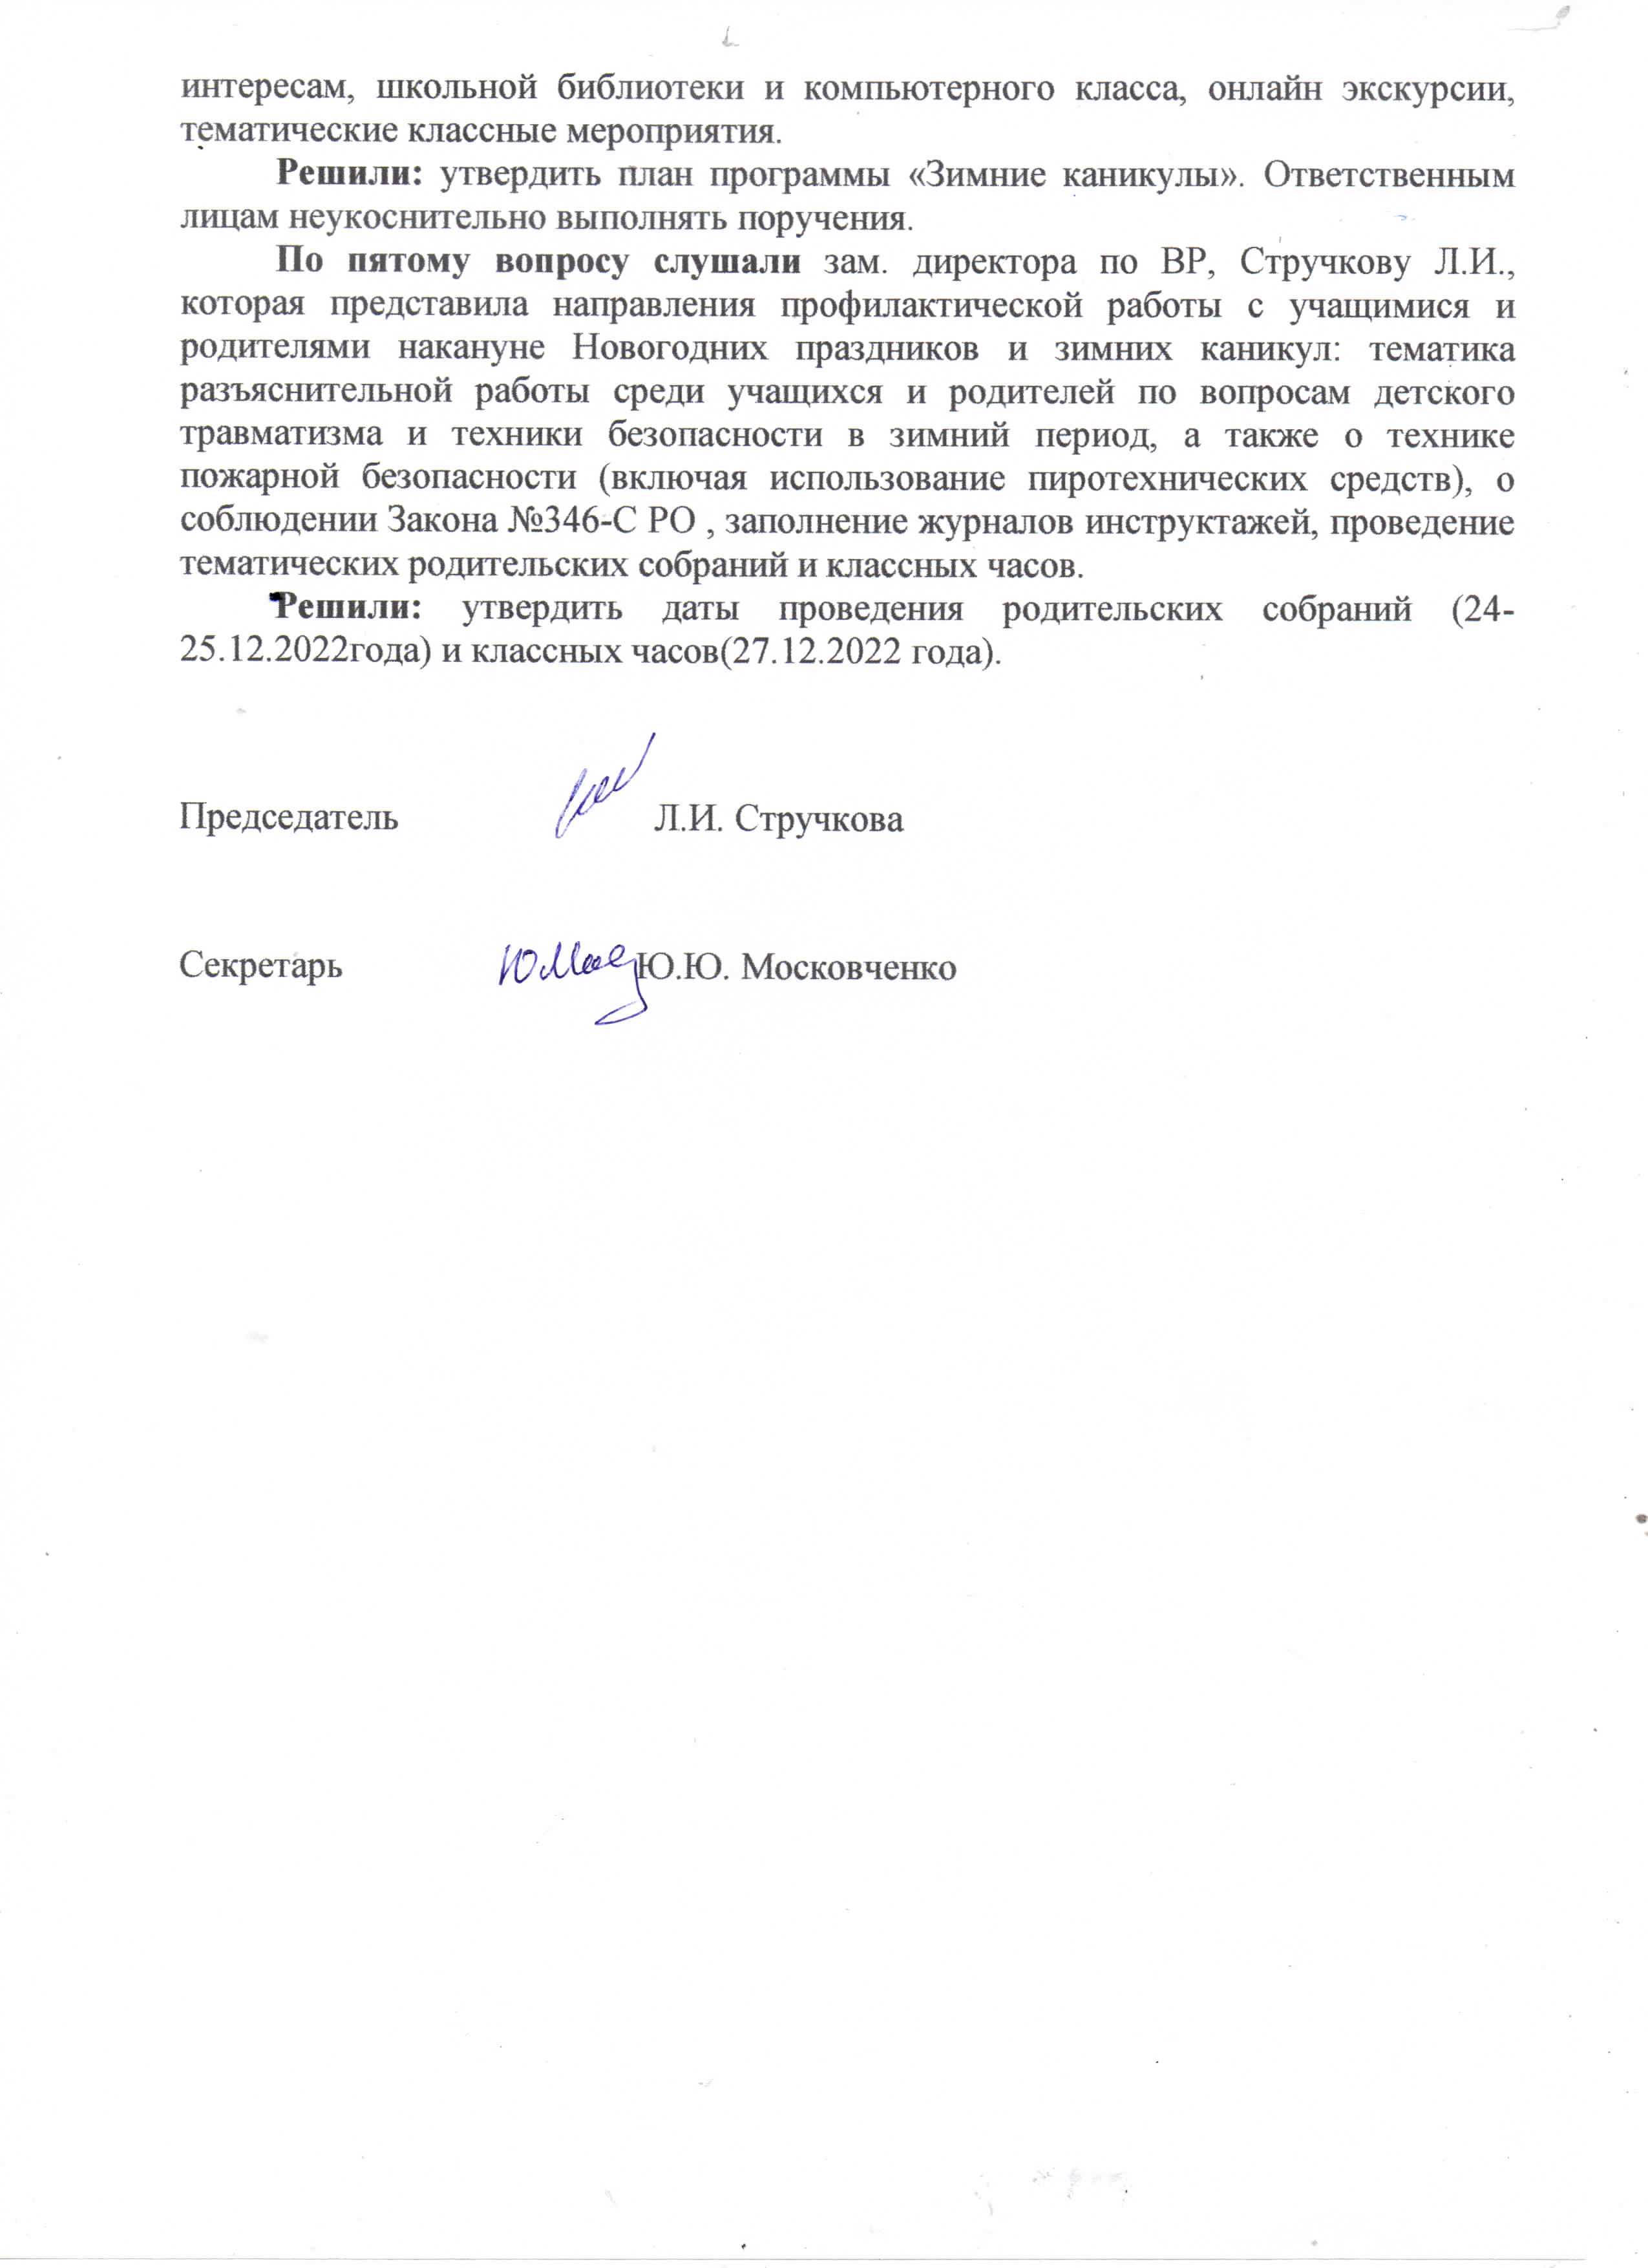 интересам, школьной библиотеки и компьютерного класса, онлайн экскурсии,
тематические классные мероприятия.
Решили: утвердить план программы «Зимние каникулы». Ответственным
лицам неукоснительно выполнять поручения.
По пятому вопросу слушали зам. директора по ВР, Стручкову Л.И.,
которая представила направления профилактической работы с учащимися и
родителями накануне Новогодних праздников и зимних каникул: тематика
разъяснительной работы среди учащихся и родителей по вопросам детского
травматизма и техники безопасности в зимний период, а также о технике
пожарной безопасности (включая использование пиротехнических средств), о
соблюдении Закона №346-С РО , заполнение журналов инструктажей, проведение
тематических родительских собраний и классных часов.
Решили: утвердить даты проведения родительских собраний (24-
25.12.2022года) и классных часов(27.12.2022 года).
Председатель Л.И. Стручкова
Секретарь Ю.Ю. Московченко